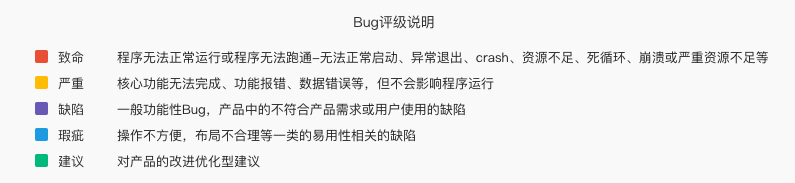 Bug评级说明
致命 程序无法正常运行或程序无法跑通–无法正常启动、异常退出、crash、资源不足、死循环、崩溃或严重资源不足等
严重 核心功能无法完成、功能报错、数据错误等，但不会影响程序运行
缺陷 一般功能性Bug，产品中的不符合产品需求或用户使用的缺陷
瑕疵 操作不方便，布局不合理等一类的易用性相关的缺陷
建议 对产品的改进优化型建议